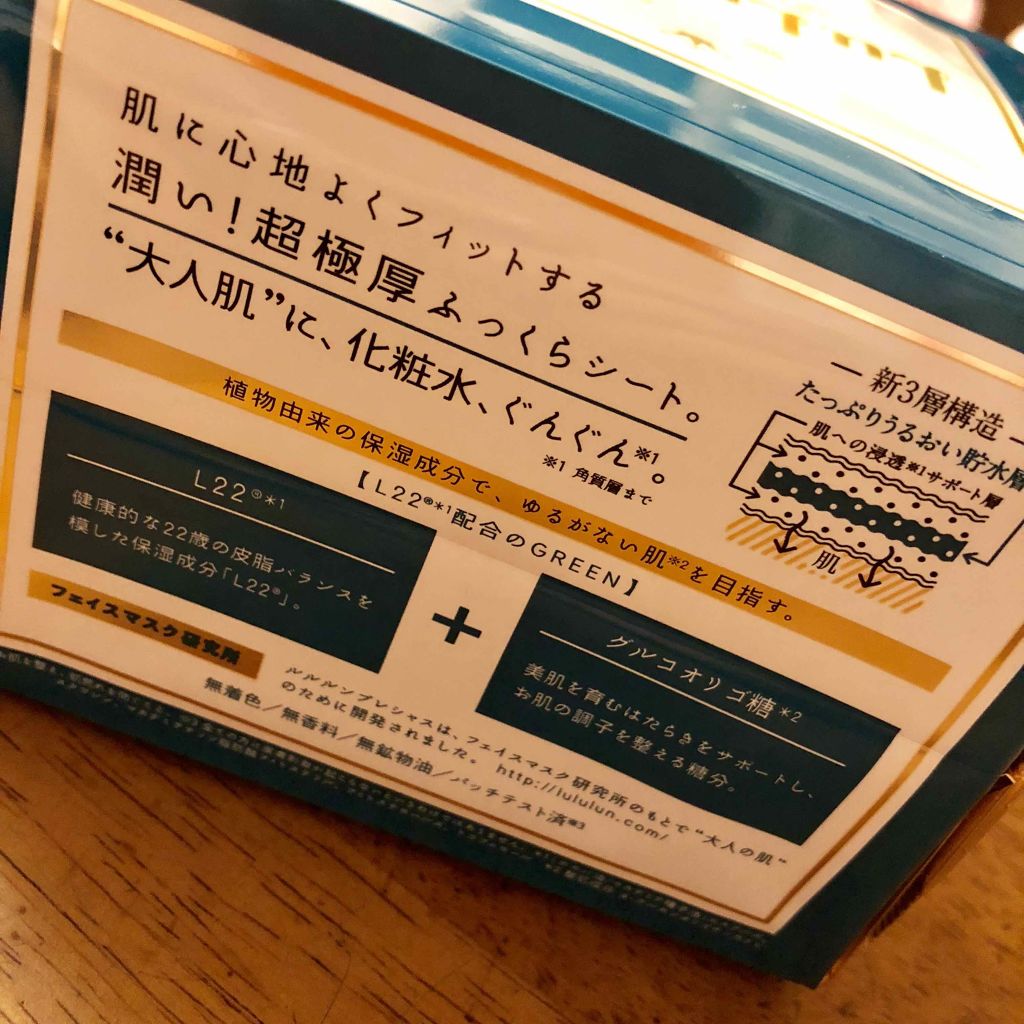 肌に心地よくフィットする
潤い!超極厚ふっくらシート。
“大人肌”に、化粧水、ぐんぐん※1。
※1 角質層まで
新3層構造
たっぷりうるおい貯水層
肌への浸透※1サポート層
肌
植物由来の保湿成分で、ゆるがない肌※2を目指す。
【L22®*1配合のGREEN】
L22®*1
健康的な22歳の皮脂バランスを
模した保湿成分「L22®」。
+
グルコオリゴ糖*2
美肌を育むはたらきをサポートし、
お肌の調子を整える糖分。
フェイスマスク研究所
ルルルンプレシャスは、フェイスマスク研究所のもとで“大人の肌”
のために開発されました。 http://lululun.com/
無着色/無香料/無鉱物油/パッチテスト済※3